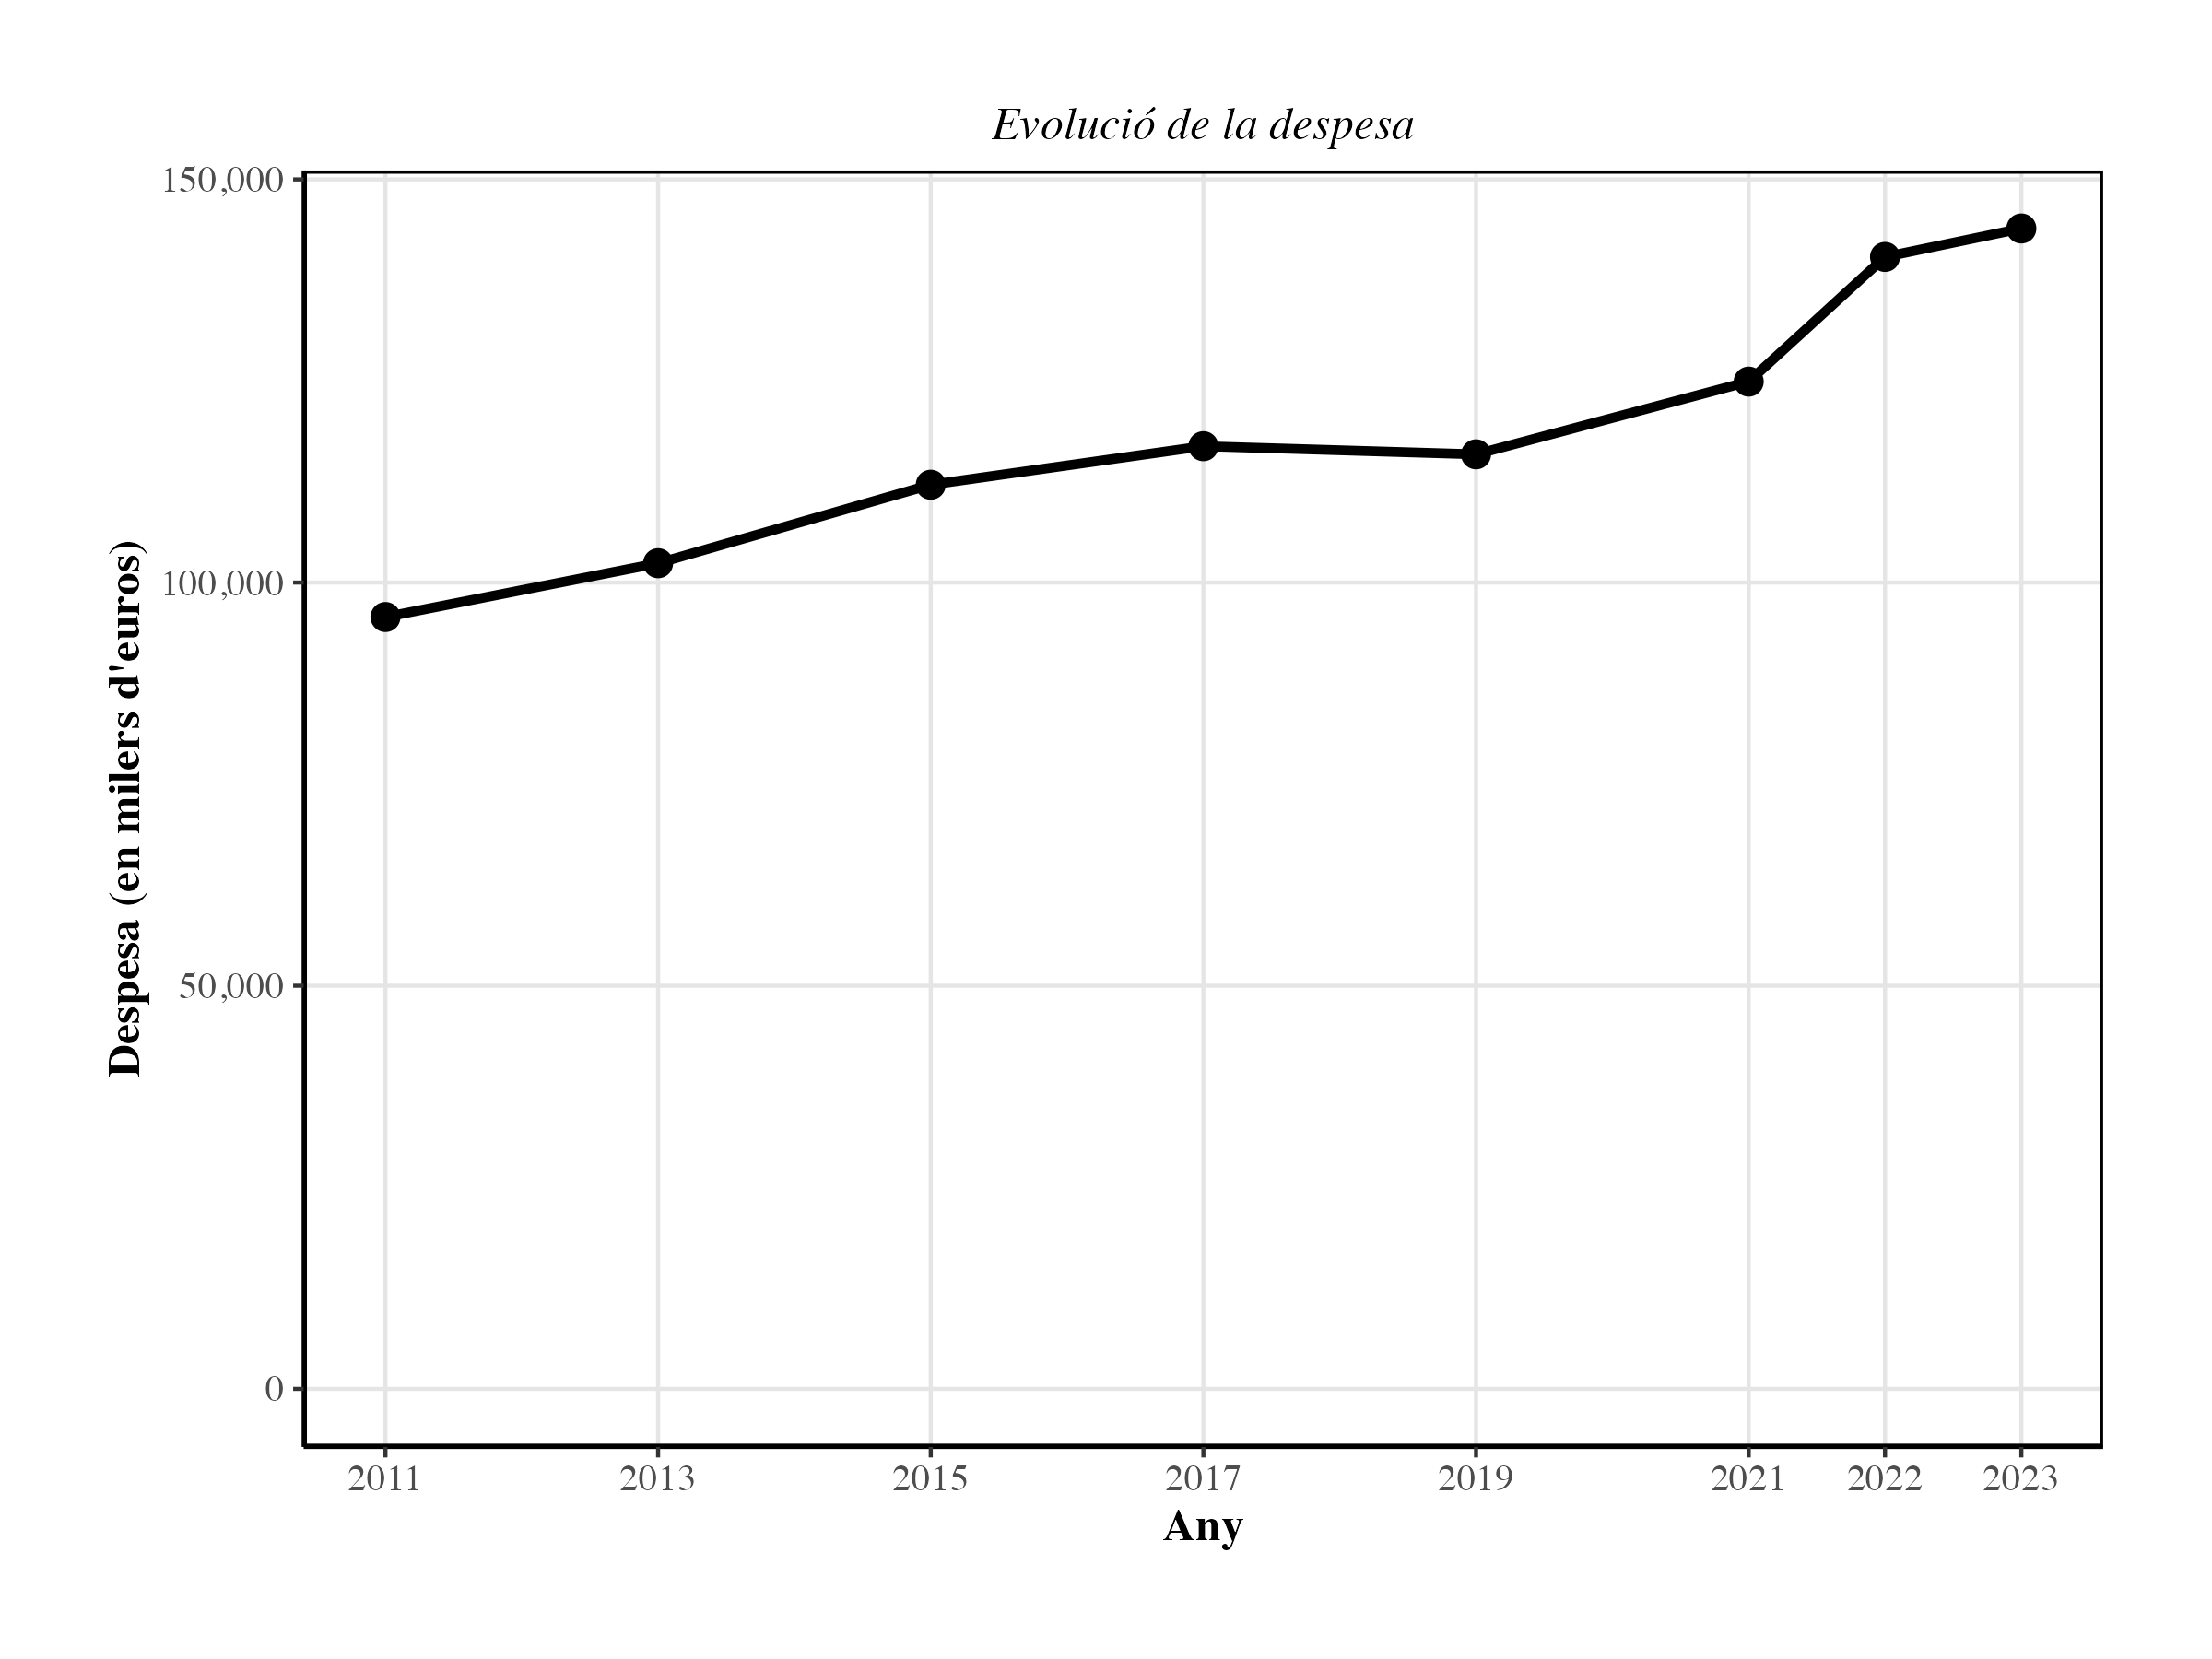 Evolució de la despesa
150,000
100,000
50,000
0
Despesa (en milers d'euros)
2011 2013 2015 2017 2019 2021 2022 2023
Any